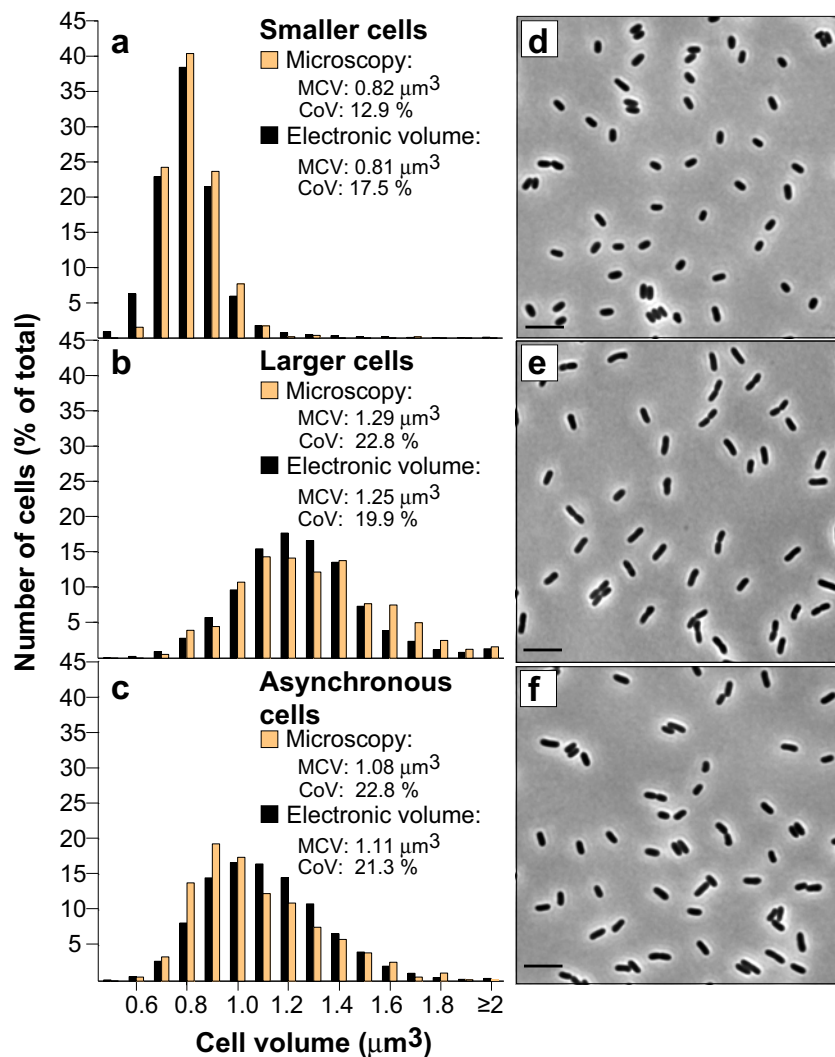 Number of cells (% of total)
45
40
35
30
25
20
15
10
5
a
Smaller cells
Microscopy:
MCV: 0.82 μm³
CoV: 12.9 %
Electronic volume:
MCV: 0.81 μm³
CoV: 17.5 %
45
40
35
30
25
20
15
10
5
b
Larger cells
Microscopy:
MCV: 1.29 μm³
CoV: 22.8 %
Electronic volume:
MCV: 1.25 μm³
CoV: 19.9 %
45
40
35
30
25
20
15
10
5
c
Asynchronous
cells
Microscopy:
MCV: 1.08 μm³
CoV: 22.8 %
Electronic volume:
MCV: 1.11 μm³
CoV: 21.3 %
0.6 0.8 1.0 1.2 1.4 1.6 1.8 ≥2
Cell volume (μm³)
d
e
f